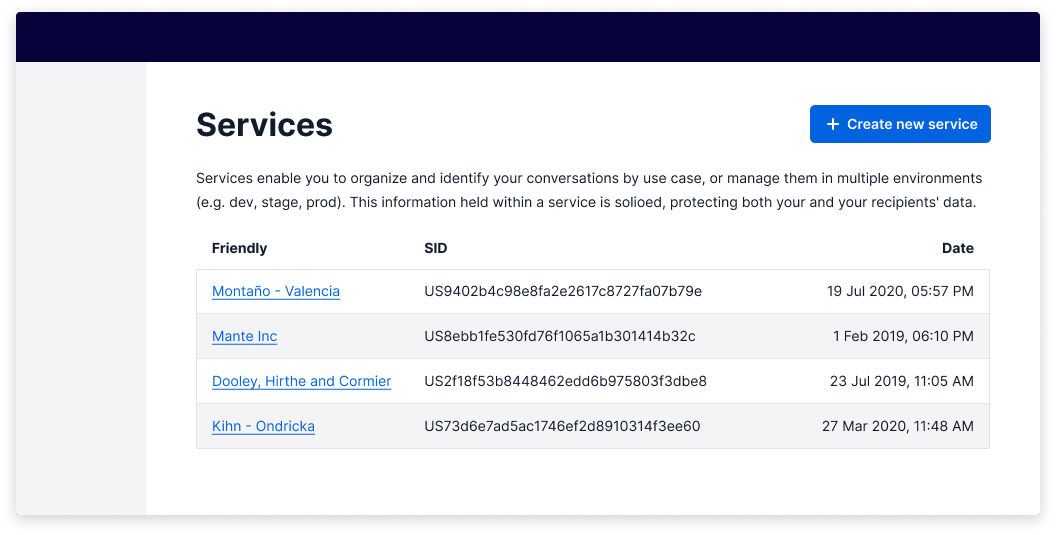 Services
+ Create new service
Services enable you to organize and identify your conversations by use case, or manage them in multiple environments
(e.g. dev, stage, prod). This information held within a service is solioed, protecting both your and your recipients' data.
Friendly SID Date
Montaño - Valencia US9402b4c98e8fa2e2617c8727fa07b79e 19 Jul 2020, 05:57 PM
Mante Inc US8ebb1fe530fd76f1065a1b301414b32c 1 Feb 2019, 06:10 PM
Dooley, Hirthe and Cormier US2f18f53b8448462edd6b975803f3dbe8 23 Jul 2019, 11:05 AM
Kihn - Ondricka US73d6e7ad5ac1746ef2d8910314f3ee60 27 Mar 2020, 11:48 AM